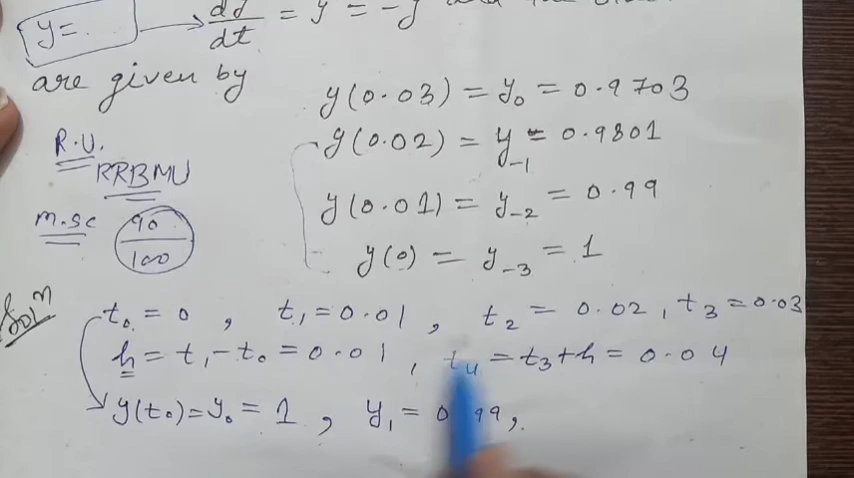 y = . → dy/dt = y' = -y and the
are given by
y(0.03) = y₀ = 0.9703
y(0.02) = y₋₁ = 0.9801
y(0.01) = y₋₂ = 0.99
y(0) = y₋₃ = 1
R.U.
RRBMU
M.Sc 90/100
Solⁿ
t₀ = 0 , t₁ = 0.01 , t₂ = 0.02 , t₃ = 0.03
h = t₁ - t₀ = 0.01 , t₄ = t₃ + h = 0.04
y(t₀) = y₀ = 1 , y₁ = 0.99 ,